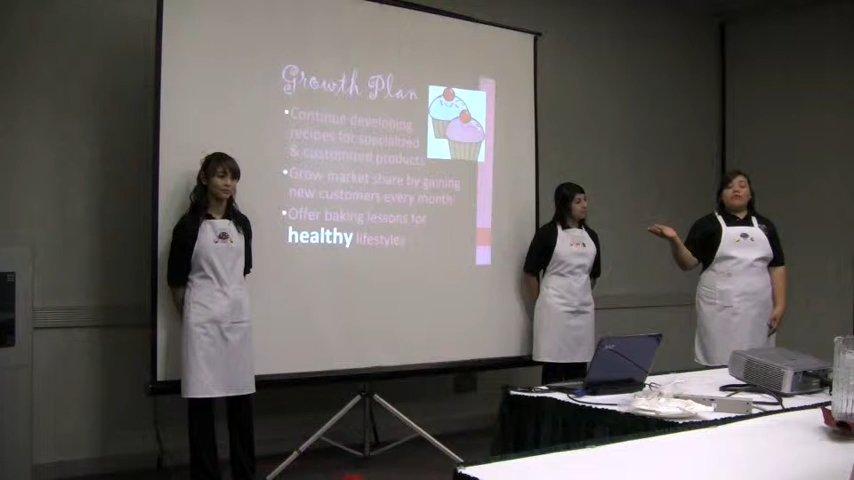 Growth Plan
• Continue developing
recipes for specialized
& customized products
• Grow market share by gaining
new customers every month
• Offer baking lessons for
healthy lifestyles